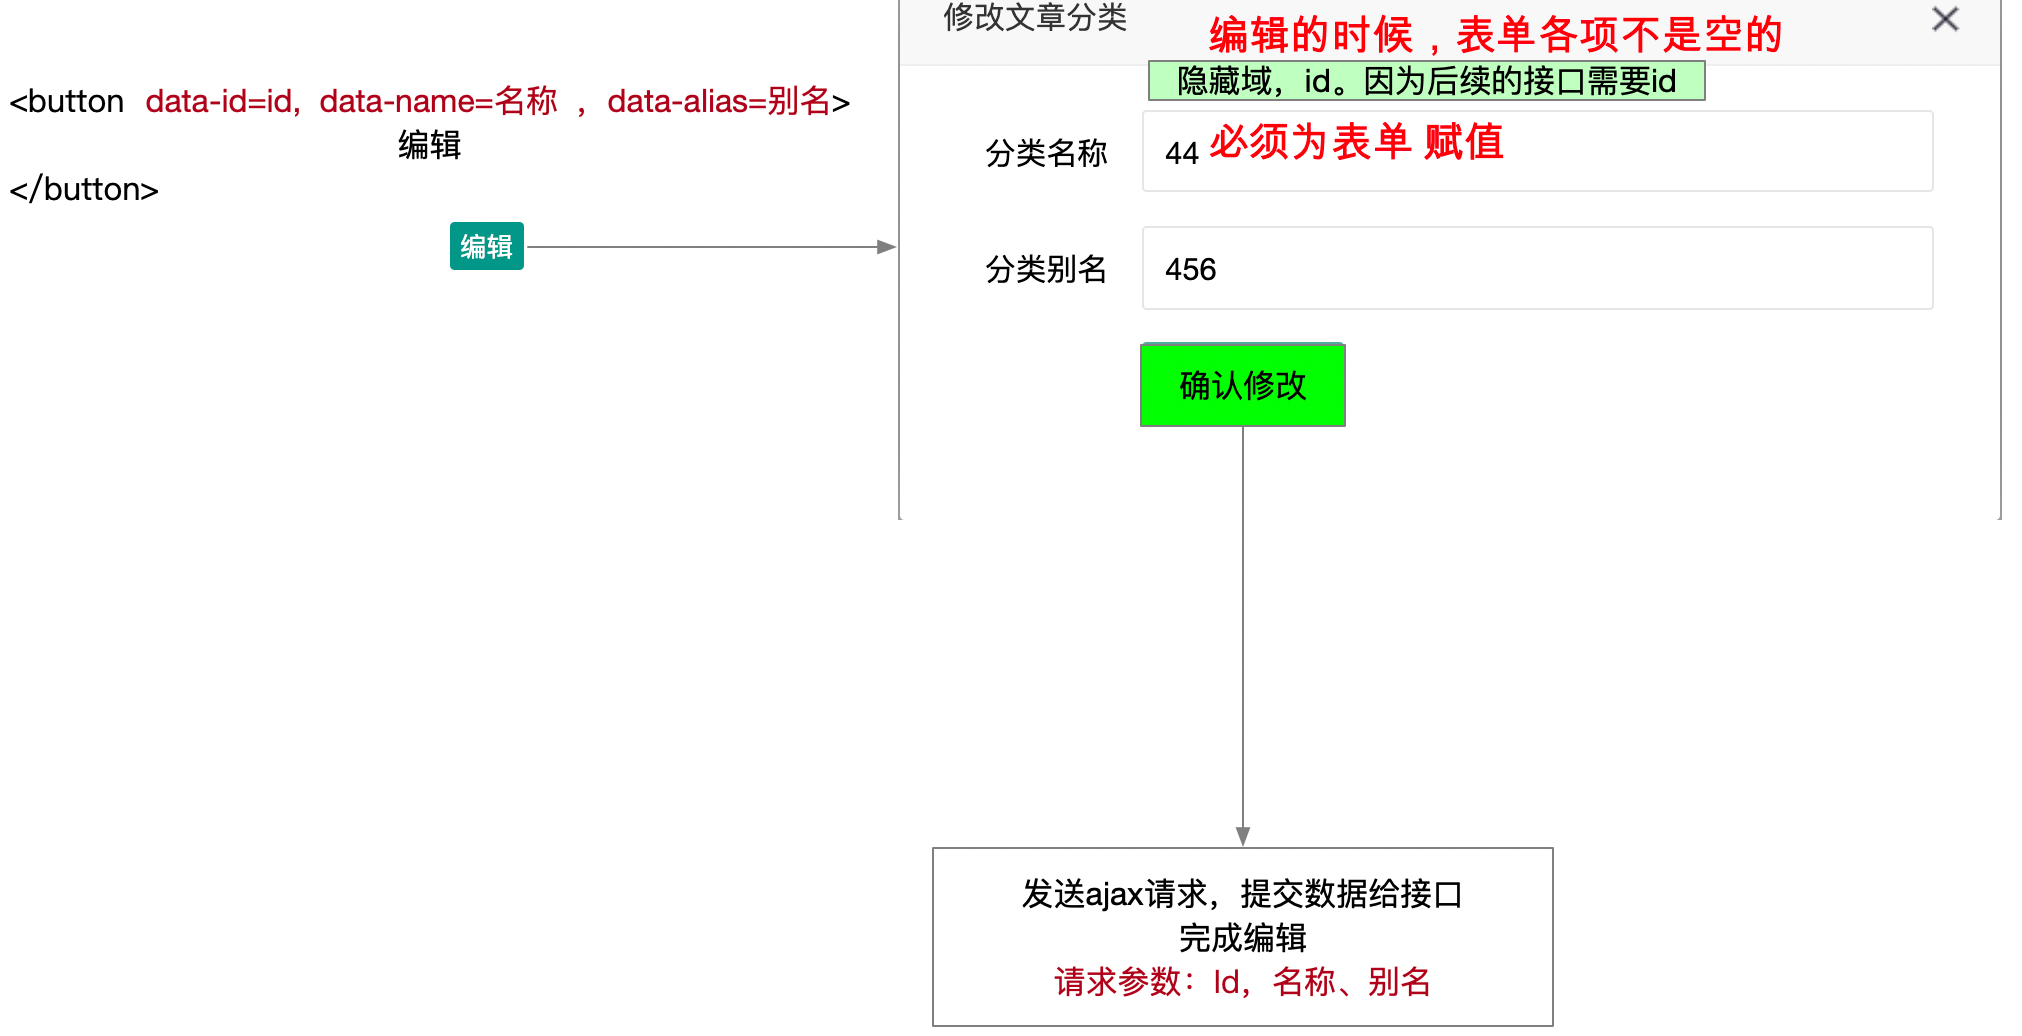 修改文章分类
编辑的时候，表单各项不是空的
隐藏域，id。因为后续的接口需要id
<button data-id=id, data-name=名称 ，data-alias=别名>
编辑
</button>
编辑
分类名称
44
必须为表单 赋值
分类别名
456
确认修改
发送ajax请求，提交数据给接口
完成编辑
请求参数：Id，名称、别名